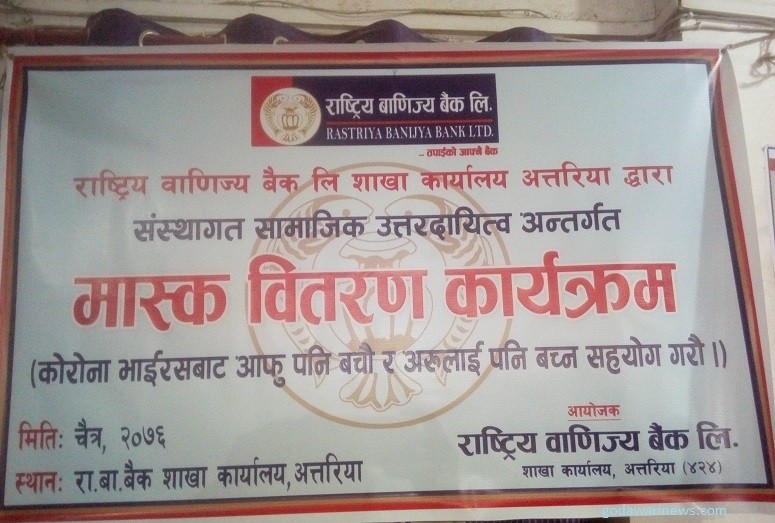 राष्ट्रिय वाणिज्य बैंक लि.
RASTRIYA BANIJYA BANK LTD.
- तपाईको आफ्नै बैंक
राष्ट्रिय वाणिज्य बैक लि शाखा कार्यालय अत्तरिया द्धारा
संस्थागत सामाजिक उत्तरदायित्व अन्तर्गत
मास्क वितरण कार्यक्रम
(कोरोना भाईरसबाट आफु पनि बचौ र अरुलाई पनि बच्न सहयोग गरौ ।)
मितिः चैत्र, २०७६
स्थानः रा.बा.बैक शाखा कार्यालय, अत्तरिया
आयोजक
राष्ट्रिय वाणिज्य बैंक लि.
शाखा कार्यालय, अत्तरिया (४२४)
godawarinews.com